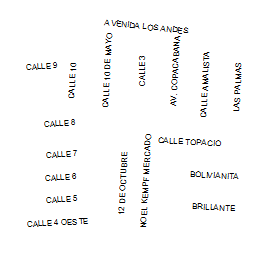 AVENIDA LOS ANDES
CALLE 9
CALLE 10
CALLE 10 DE MAYO
CALLE 3
AV. COPACABANA
CALLE AMALISTA
LAS PALMAS
CALLE 8
CALLE TOPACIO
CALLE 7
12 DE OCTUBRE
NOEL KEMPF MERCADO
CALLE 6
BOLIVIANITA
CALLE 5
BRILLANTE
CALLE 4 OESTE